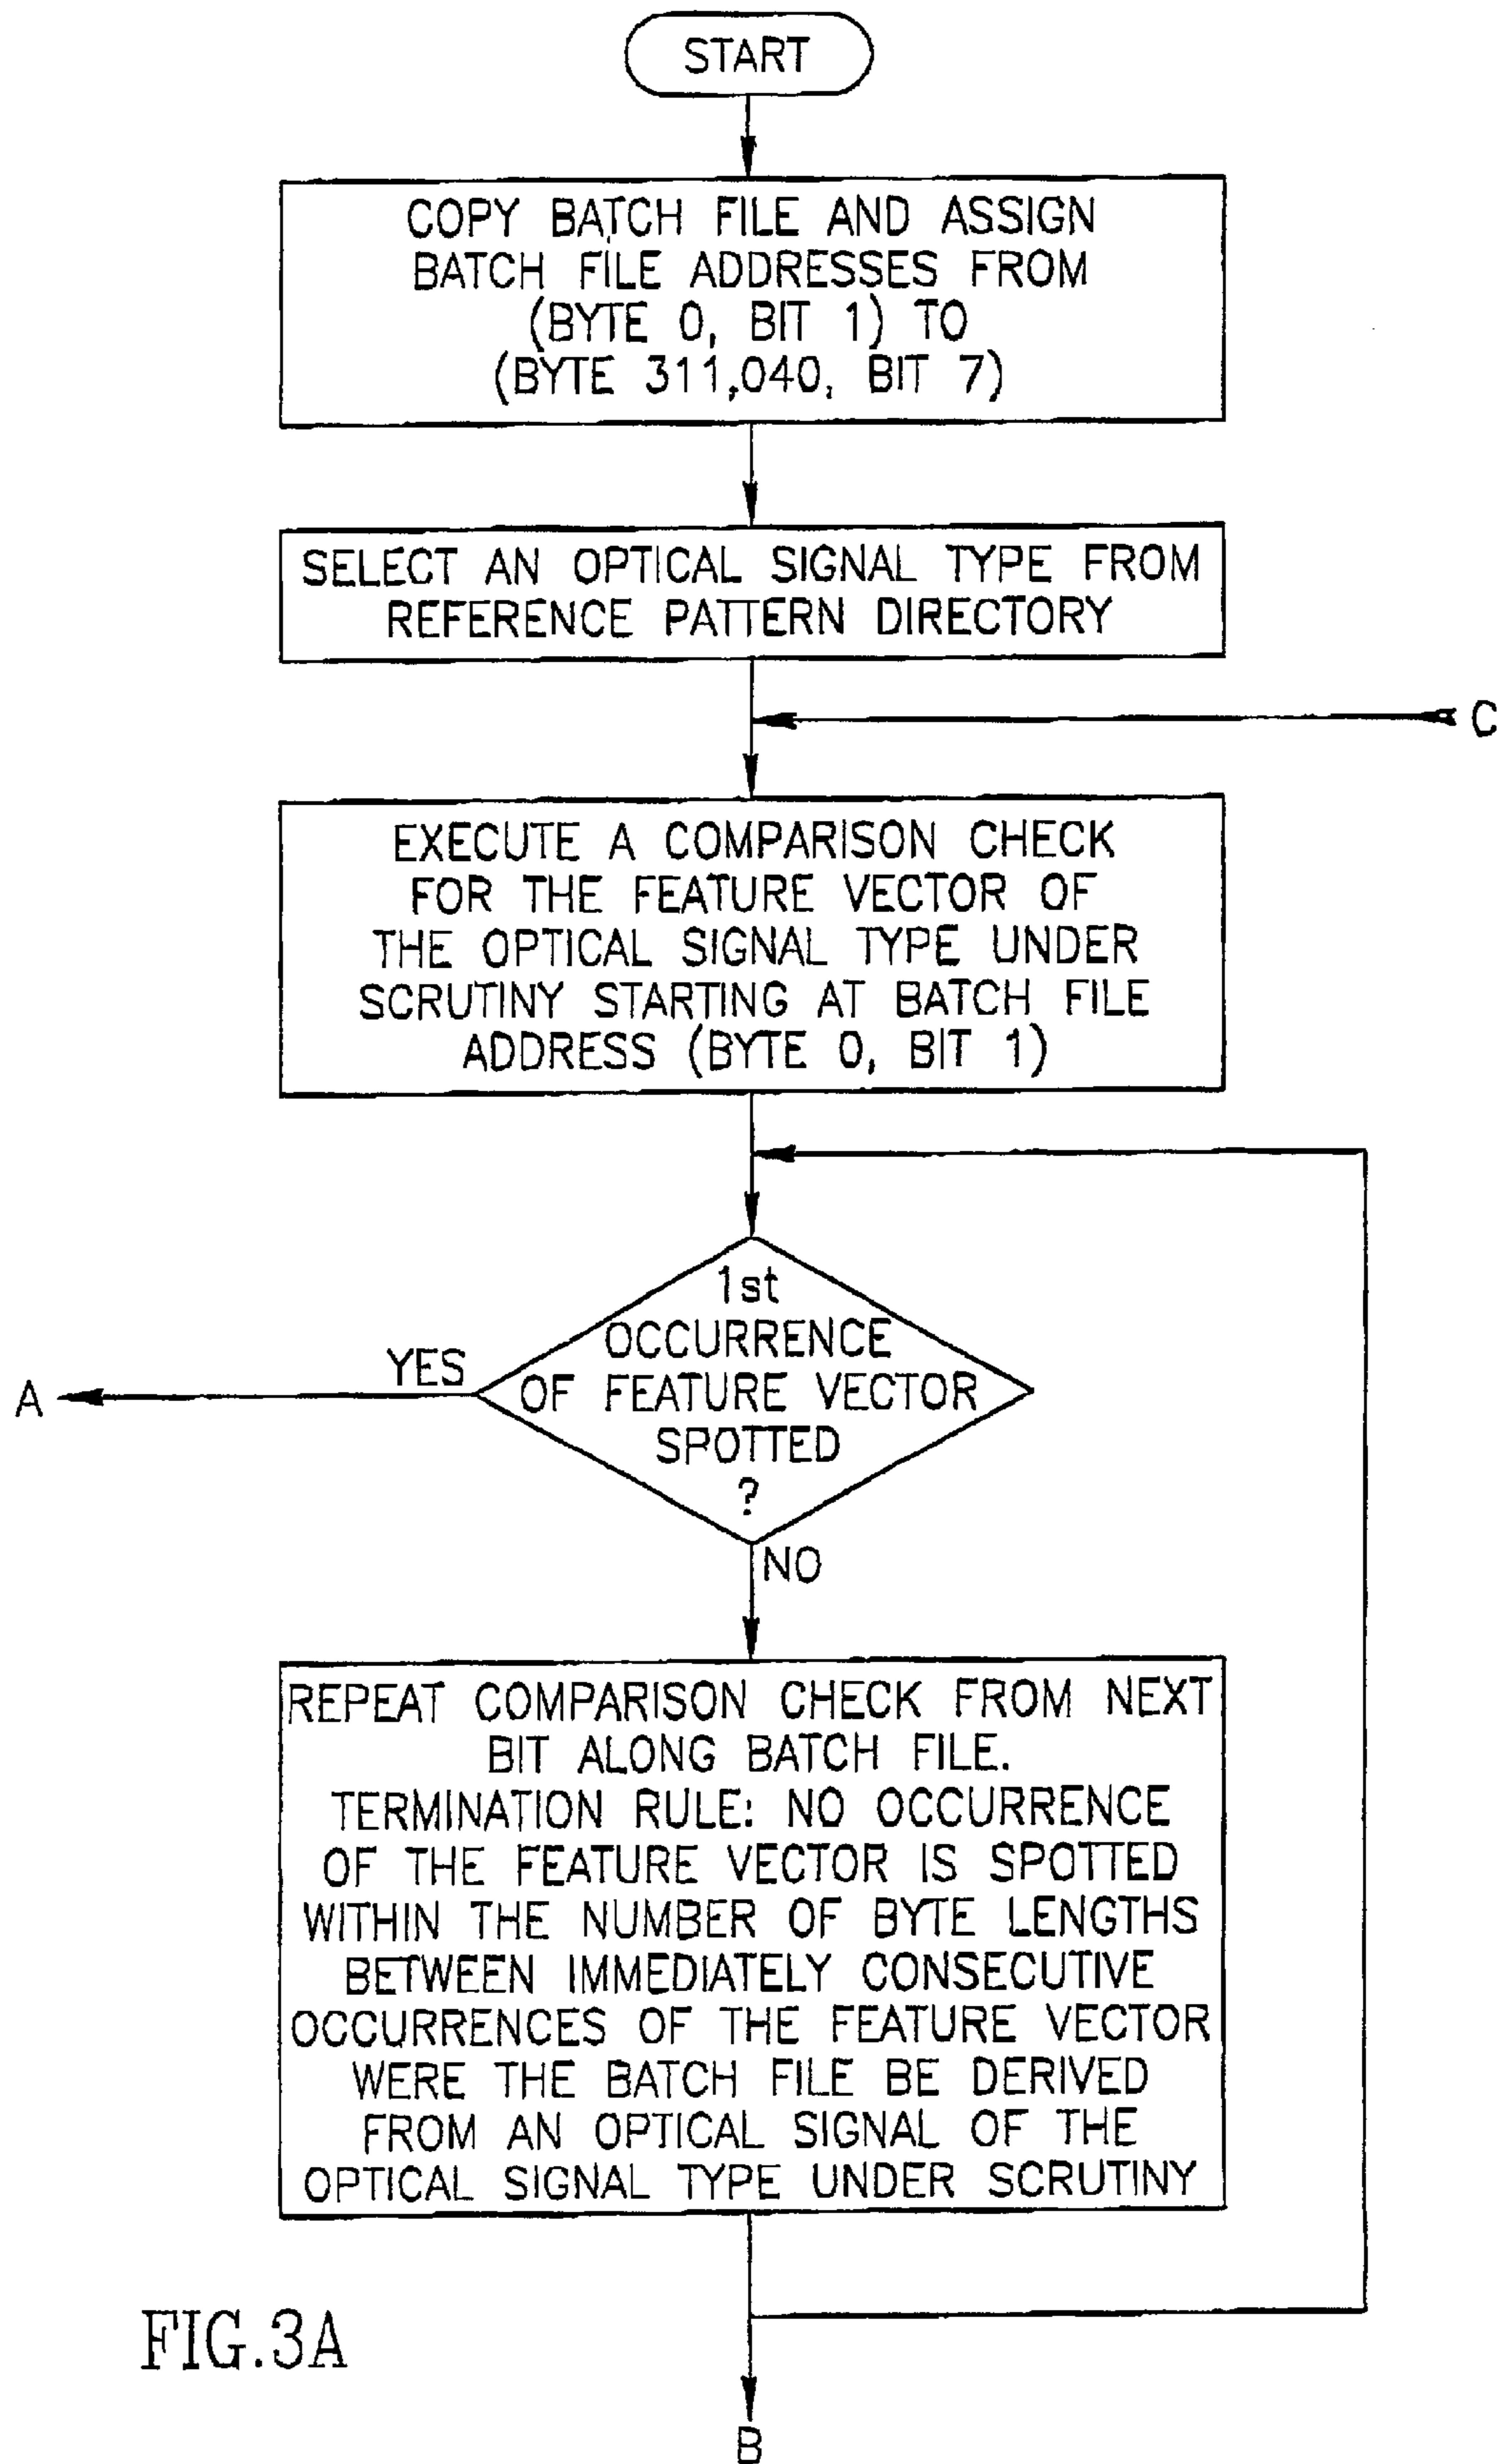 START
COPY BATCH FILE AND ASSIGN
BATCH FILE ADDRESSES FROM
(BYTE 0, BIT 1) TO
(BYTE 311,040, BIT 7)
SELECT AN OPTICAL SIGNAL TYPE FROM
REFERENCE PATTERN DIRECTORY
C
EXECUTE A COMPARISON CHECK
FOR THE FEATURE VECTOR OF
THE OPTICAL SIGNAL TYPE UNDER
SCRUTINY STARTING AT BATCH FILE
ADDRESS (BYTE 0, BIT 1)
1st
OCCURRENCE
OF FEATURE VECTOR
SPOTTED
?
YES
A
NO
REPEAT COMPARISON CHECK FROM NEXT
BIT ALONG BATCH FILE.
TERMINATION RULE: NO OCCURRENCE
OF THE FEATURE VECTOR IS SPOTTED
WITHIN THE NUMBER OF BYTE LENGTHS
BETWEEN IMMEDIATELY CONSECUTIVE
OCCURRENCES OF THE FEATURE VECTOR
WERE THE BATCH FILE BE DERIVED
FROM AN OPTICAL SIGNAL OF THE
OPTICAL SIGNAL TYPE UNDER SCRUTINY
FIG.3A
B